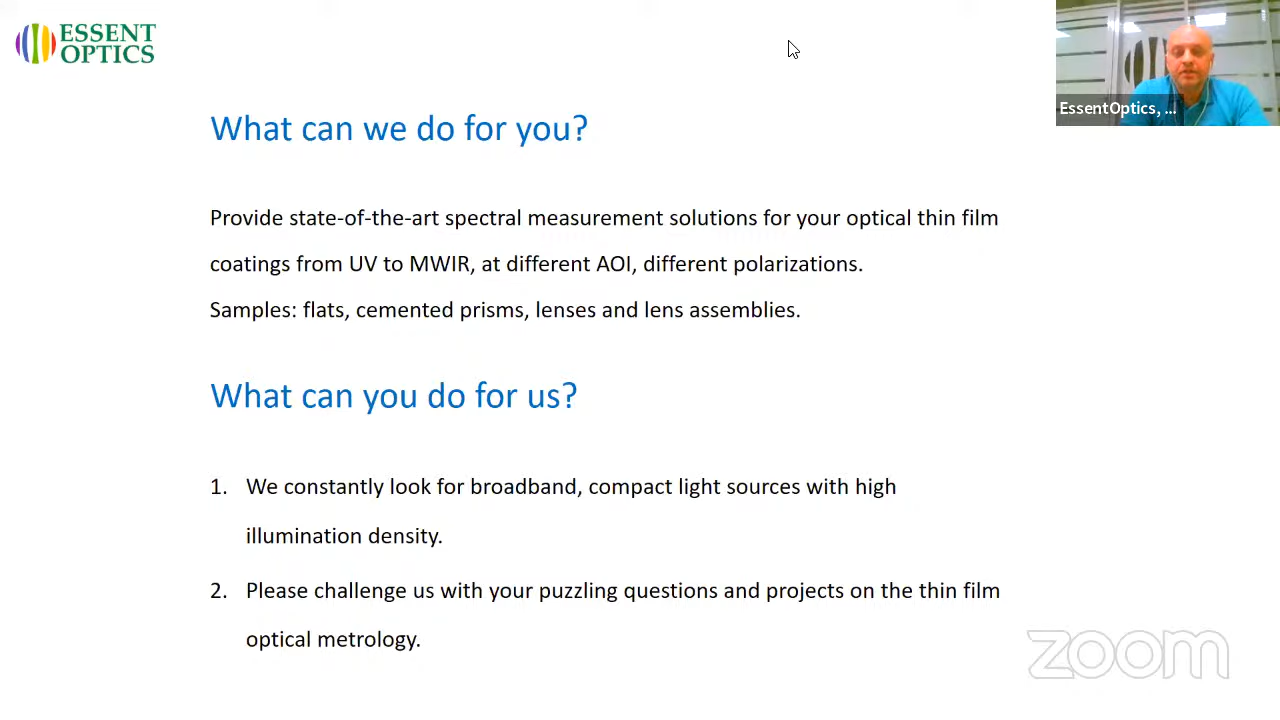 ESSENT
OPTICS
EssentOptics, ...
What can we do for you?
Provide state-of-the-art spectral measurement solutions for your optical thin film
coatings from UV to MWIR, at different AOI, different polarizations.
Samples: flats, cemented prisms, lenses and lens assemblies.
What can you do for us?
1. We constantly look for broadband, compact light sources with high
illumination density.
2. Please challenge us with your puzzling questions and projects on the thin film
optical metrology.
zoom